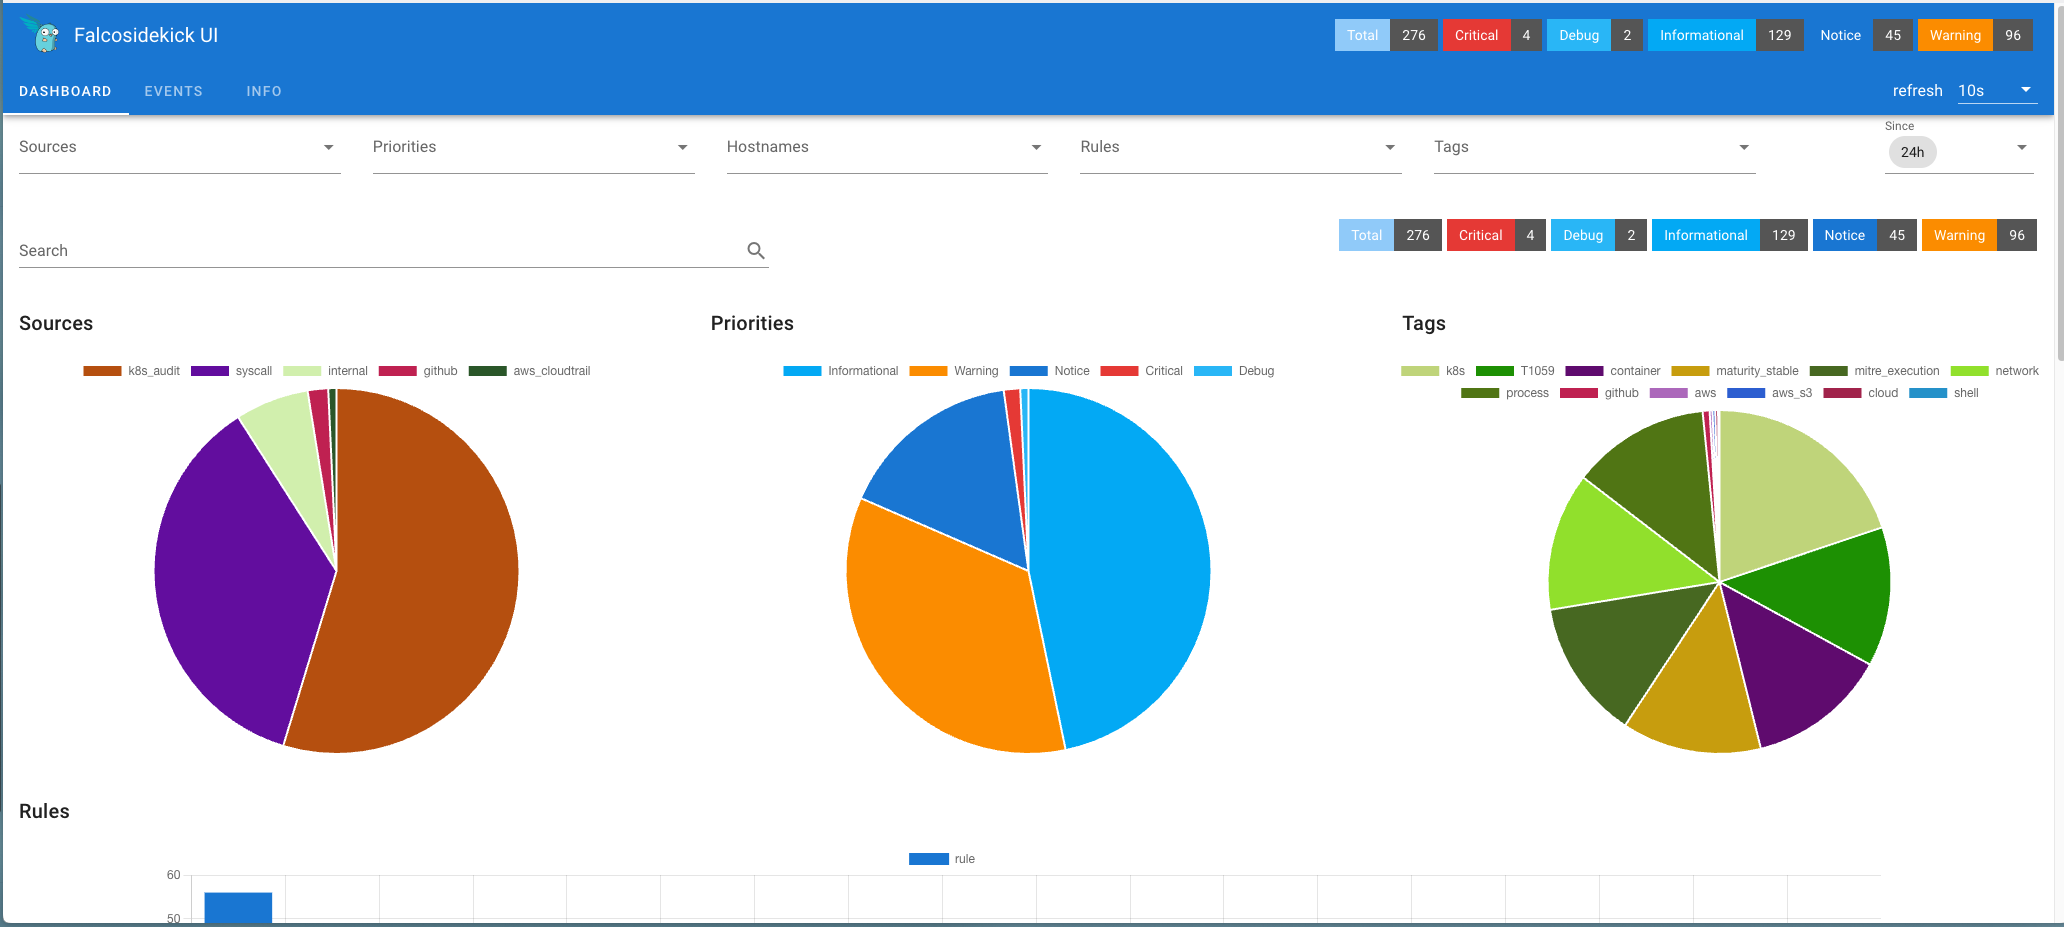 Falcosidekick UI
Total 276 Critical 4 Debug 2 Informational 129 Notice 45 Warning 96
DASHBOARD EVENTS INFO
refresh 10s
Sources Priorities Hostnames Rules Tags
Since
24h
Search
Total 276 Critical 4 Debug 2 Informational 129 Notice 45 Warning 96
Sources
k8s_audit syscall internal github aws_cloudtrail
Priorities
Informational Warning Notice Critical Debug
Tags
k8s T1059 container maturity_stable mitre_execution network
process github aws aws_s3 cloud shell
Rules
rule
60
50